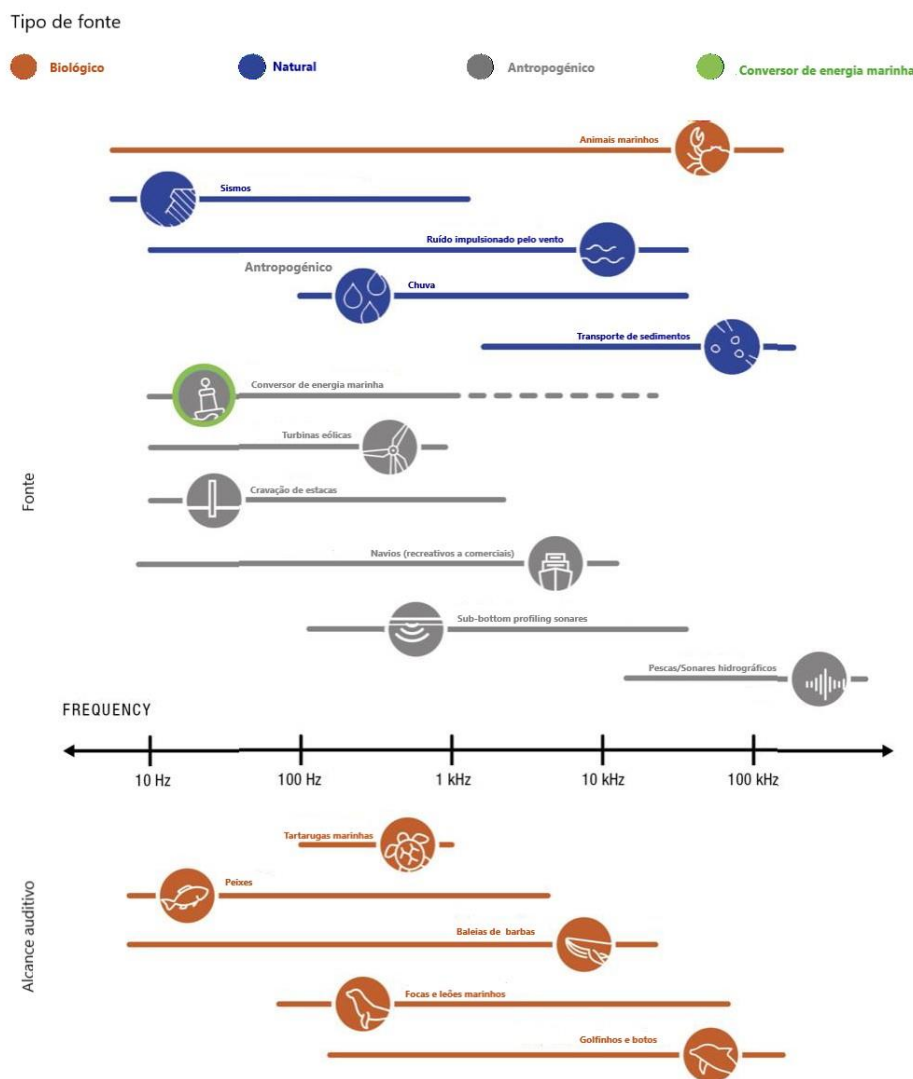 Tipo de fonte
Biológico
Natural
Antropogénico
Conversor de energia marinha
Animais marinhos
Sismos
Ruído impulsionado pelo vento
Antropogénico
Chuva
Transporte de sedimentos
Conversor de energia marinha
Turbinas eólicas
Cravação de estacas
Fonte
Navios (recreativos a comerciais)
Sub-bottom profiling sonares
Pescas/Sonares hidrográficos
FREQUENCY
10 Hz
100 Hz
1 kHz
10 kHz
100 kHz
Tartarugas marinhas
Peixes
Alcance auditivo
Baleias de barbas
Focas e leões marinhos
Golfinhos e botos